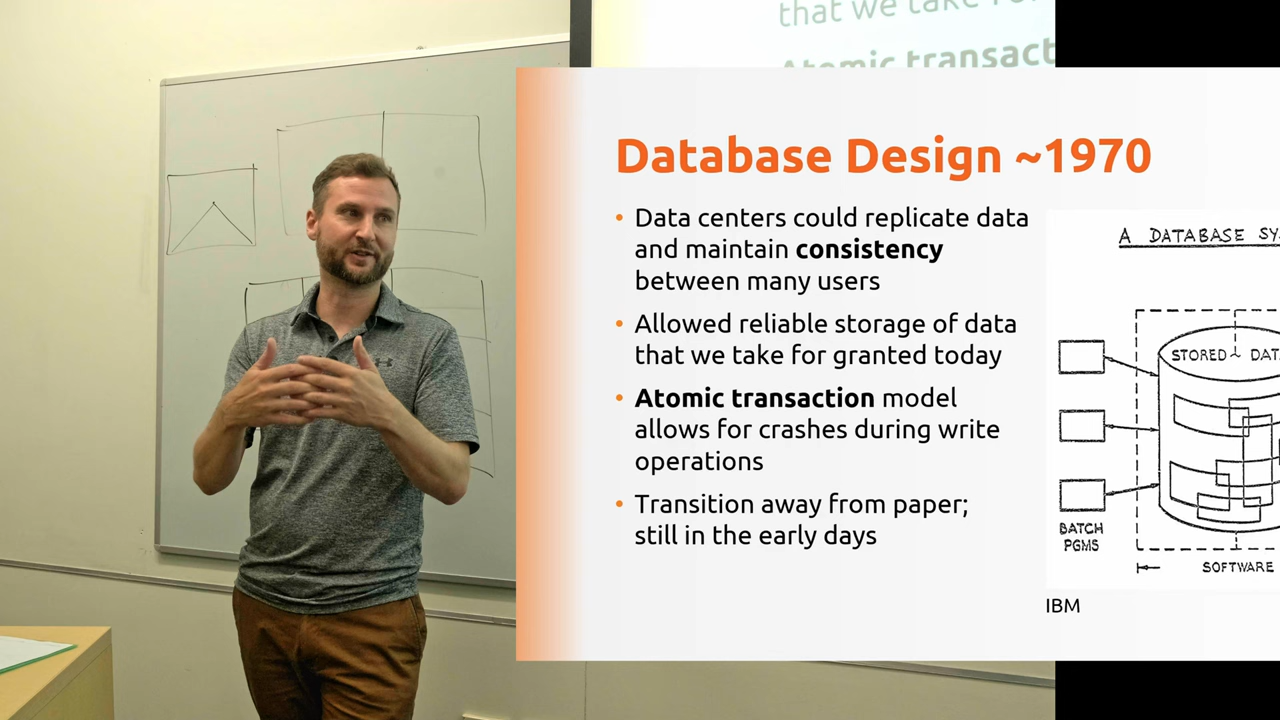 that we take for
Atomic transact
Database Design ~1970
• Data centers could replicate data
and maintain consistency
between many users
• Allowed reliable storage of data
that we take for granted today
• Atomic transaction model
allows for crashes during write
operations
• Transition away from paper;
still in the early days
A DATABASE SY
STORED DAT
BATCH
PGMS
SOFTWARE
IBM